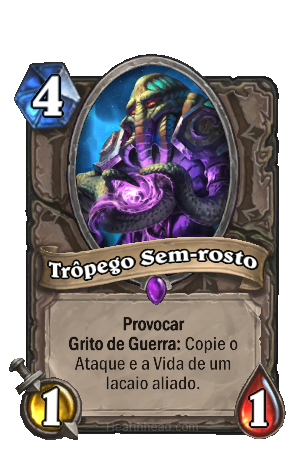 4
Trôpego Sem-rosto
Provocar
Grito de Guerra: Copie o
Ataque e a Vida de um
lacaio aliado.
1
1